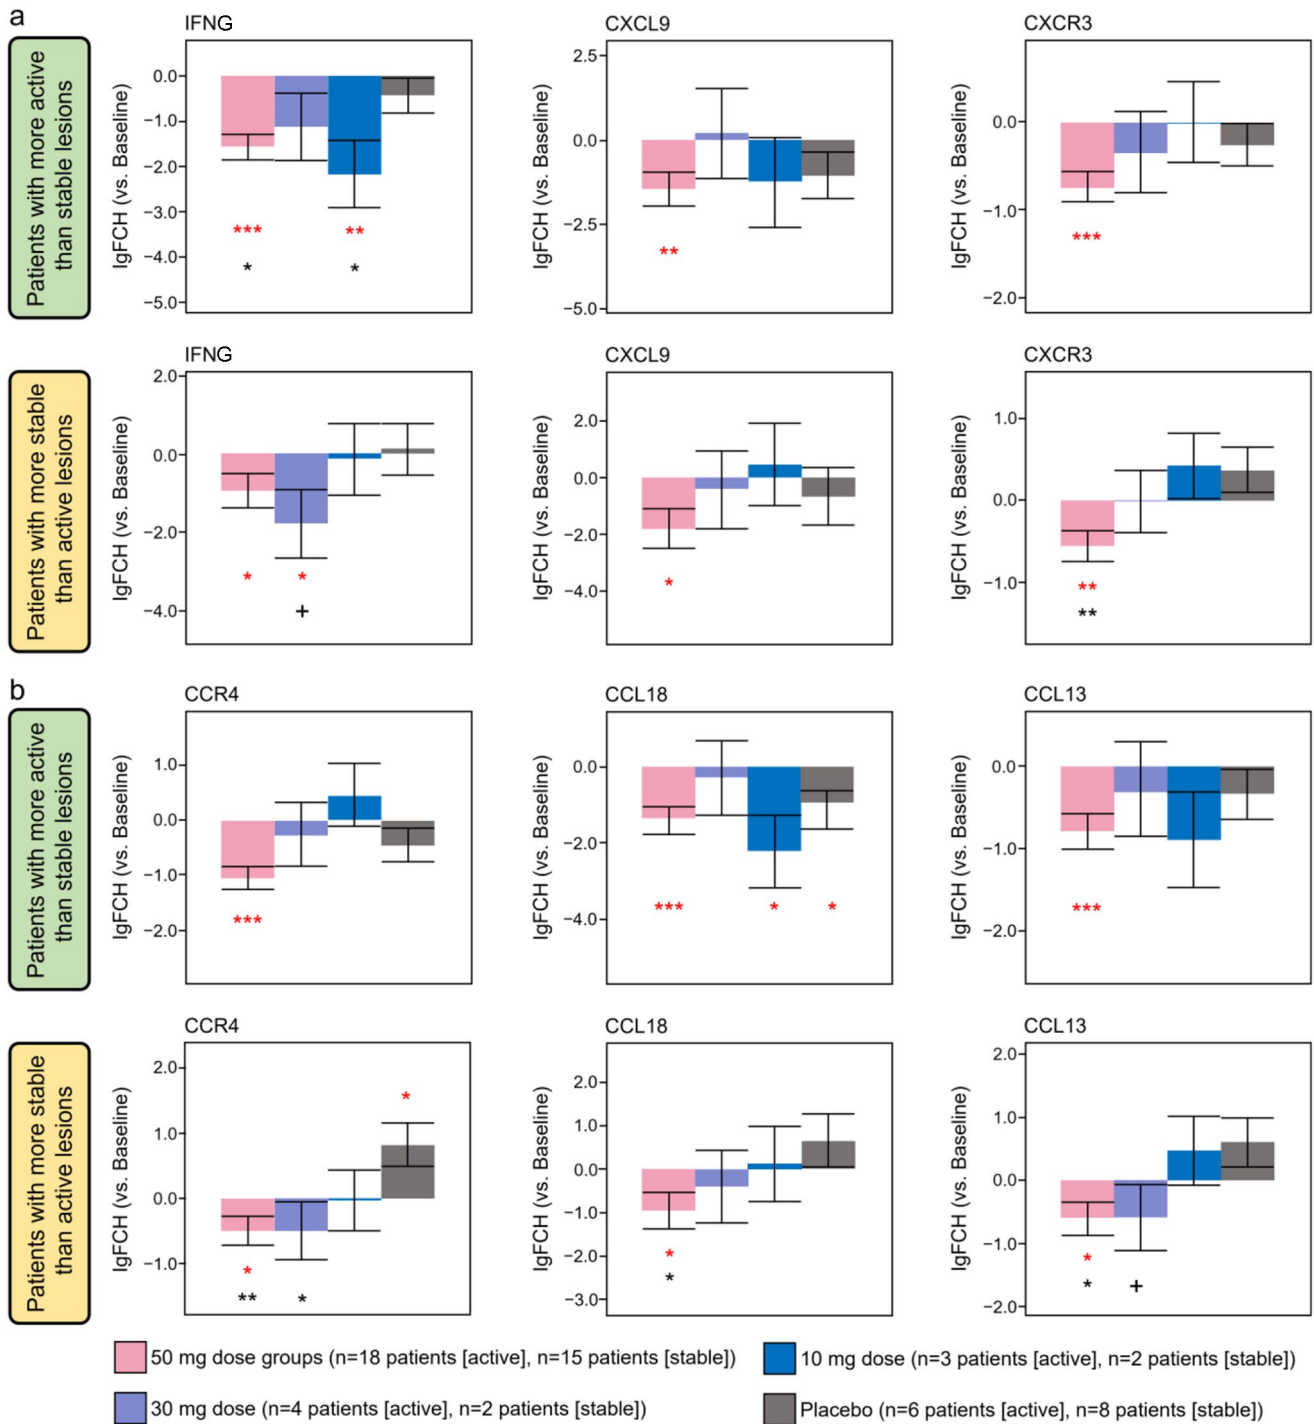 a
IFNG
CXCL9
CXCR3
Patients with more active
than stable lesions
lgFCH (vs. Baseline)
0.0
−1.0
−2.0
−3.0
−4.0
−5.0
***
**
*
*
lgFCH (vs. Baseline)
2.5
0.0
−2.5
−5.0
**
lgFCH (vs. Baseline)
0.0
−1.0
−2.0
***
IFNG
CXCL9
CXCR3
Patients with more stable
than active lesions
lgFCH (vs. Baseline)
2.0
0.0
−2.0
−4.0
*
*
+
lgFCH (vs. Baseline)
2.0
0.0
−2.0
−4.0
*
lgFCH (vs. Baseline)
1.0
0.0
−1.0
**
**
b
CCR4
CCL18
CCL13
Patients with more active
than stable lesions
lgFCH (vs. Baseline)
1.0
0.0
−1.0
−2.0
***
lgFCH (vs. Baseline)
0.0
−2.0
−4.0
***
*
*
lgFCH (vs. Baseline)
0.0
−1.0
−2.0
***
CCR4
CCL18
CCL13
Patients with more stable
than active lesions
lgFCH (vs. Baseline)
2.0
1.0
0.0
−1.0
*
*
**
*
lgFCH (vs. Baseline)
2.0
1.0
0.0
−1.0
−2.0
−3.0
*
*
lgFCH (vs. Baseline)
2.0
1.0
0.0
−1.0
−2.0
*
*
+
50 mg dose groups (n=18 patients [active], n=15 patients [stable])
10 mg dose (n=3 patients [active], n=2 patients [stable])
30 mg dose (n=4 patients [active], n=2 patients [stable])
Placebo (n=6 patients [active], n=8 patients [stable])